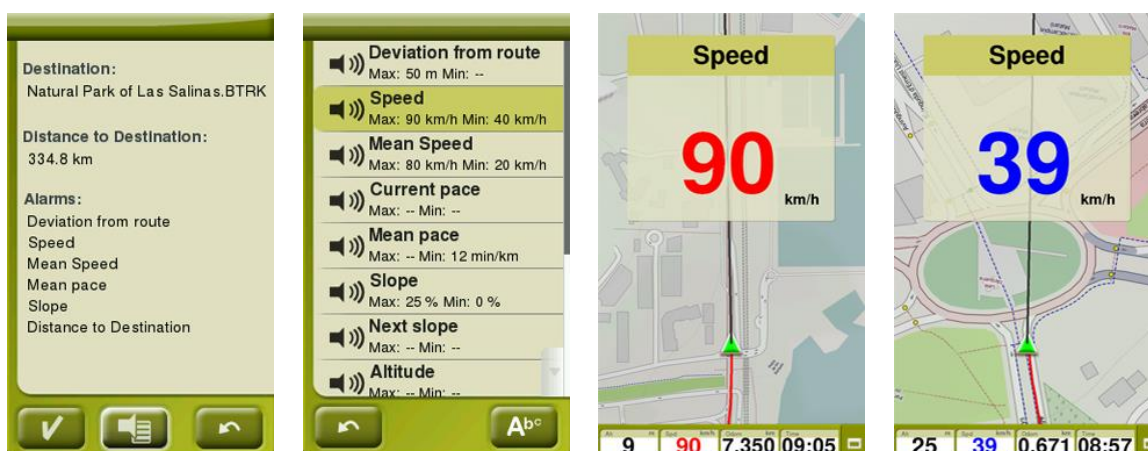 Destination:
Natural Park of Las Salinas.BTRK
Distance to Destination:
334.8 km
Alarms:
Deviation from route
Speed
Mean Speed
Mean pace
Slope
Distance to Destination
Deviation from route
Max: 50 m Min: --
Speed
Max: 90 km/h Min: 40 km/h
Mean Speed
Max: 80 km/h Min: 20 km/h
Current pace
Max: -- Min: --
Mean pace
Max: -- Min: 12 min/km
Slope
Max: 25 % Min: 0 %
Next slope
Max: -- Min: --
Altitude
Max: -- Min: --
Abc
Speed
90
km/h
9 90 7.350 09:05
Speed
39
km/h
25 39 0.671 08:57